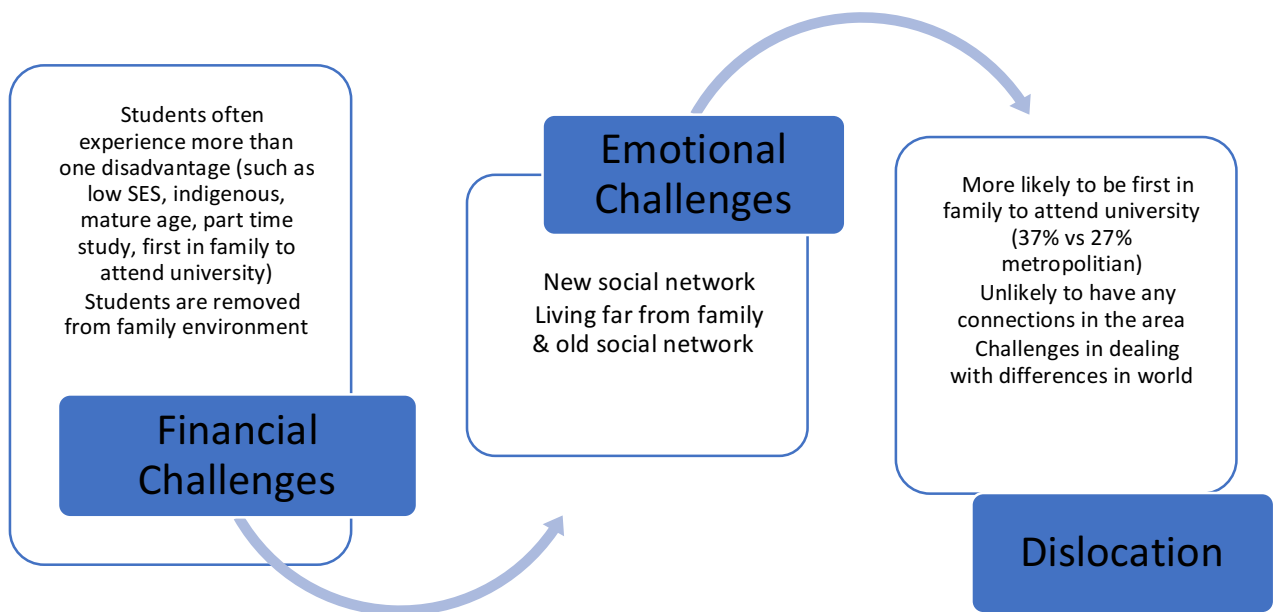 Students often
experience more than
one disadvantage (such as
low SES, indigenous,
mature age, part time
study, first in family to
attend university)
Students are removed
from family environment
Financial
Challenges
Emotional
Challenges
New social network
Living far from family
& old social network
More likely to be first in
family to attend university
(37% vs 27%
metropolitian)
Unlikely to have any
connections in the area
Challenges in dealing
with differences in world
Dislocation